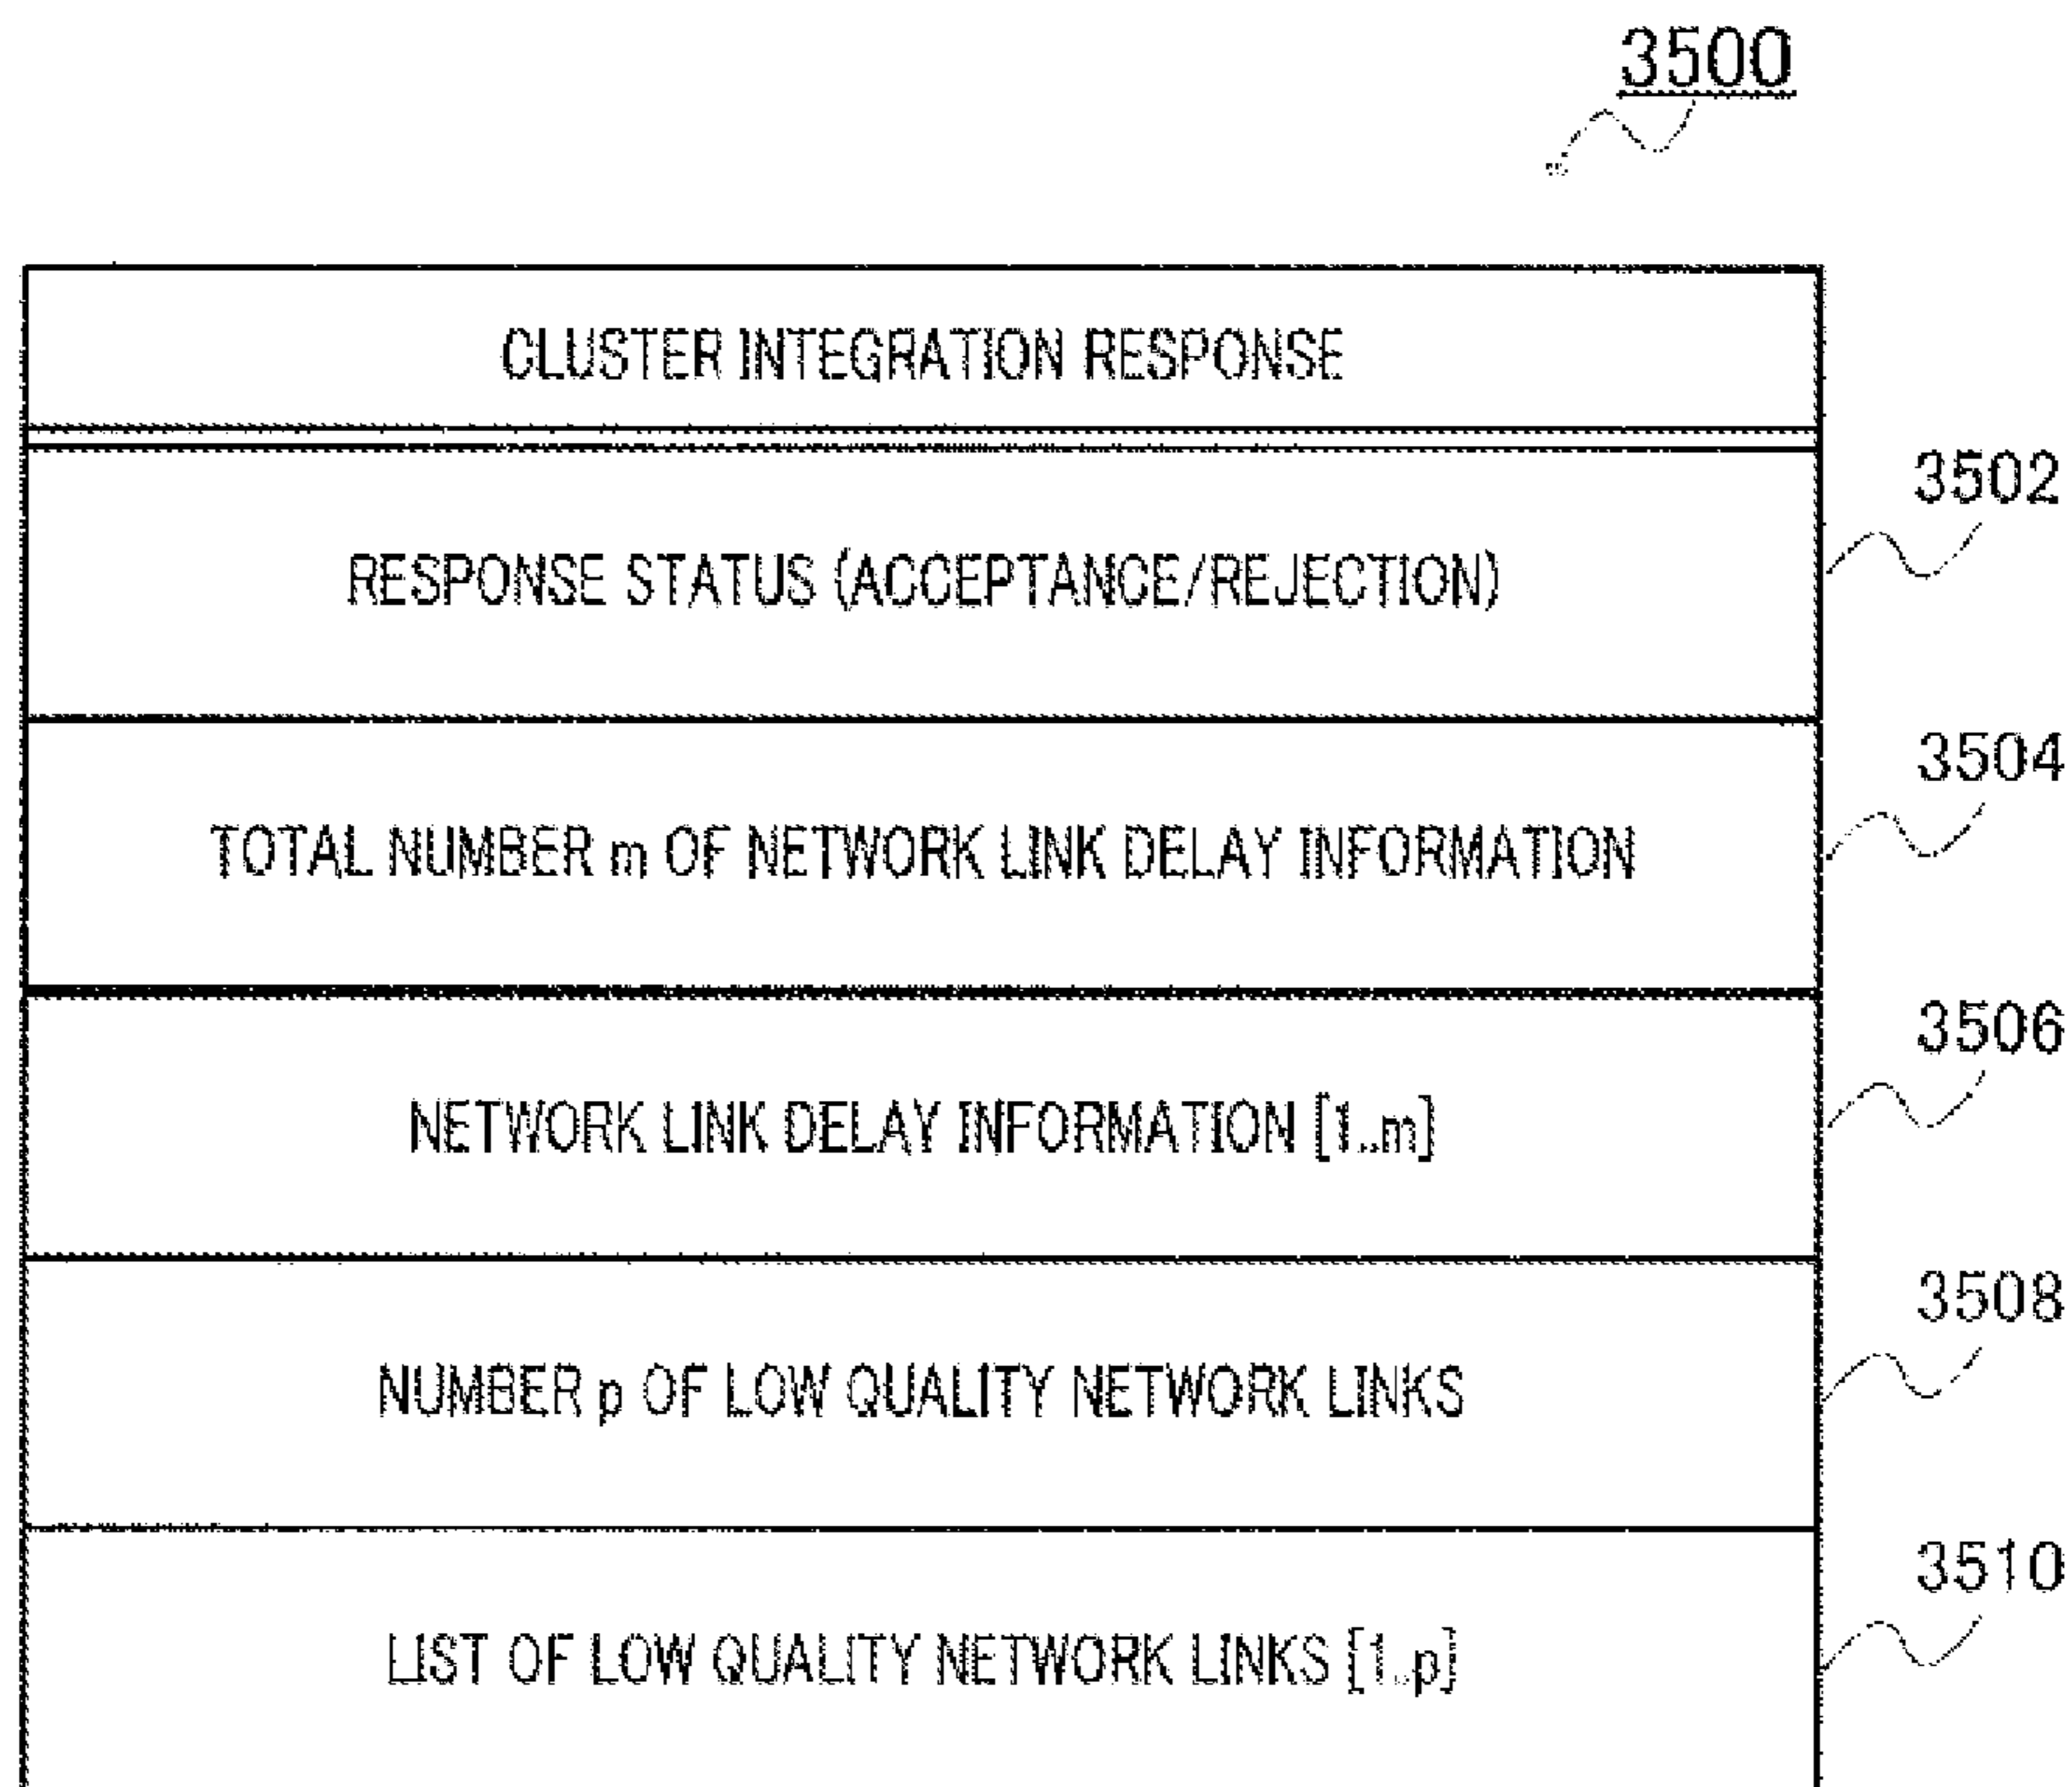 3500
CLUSTER INTEGRATION RESPONSE
3502
RESPONSE STATUS (ACCEPTANCE/REJECTION)
3504
TOTAL NUMBER m OF NETWORK LINK DELAY INFORMATION
3506
NETWORK LINK DELAY INFORMATION [1..m]
3508
NUMBER p OF LOW QUALITY NETWORK LINKS
3510
LIST OF LOW QUALITY NETWORK LINKS [1..p]